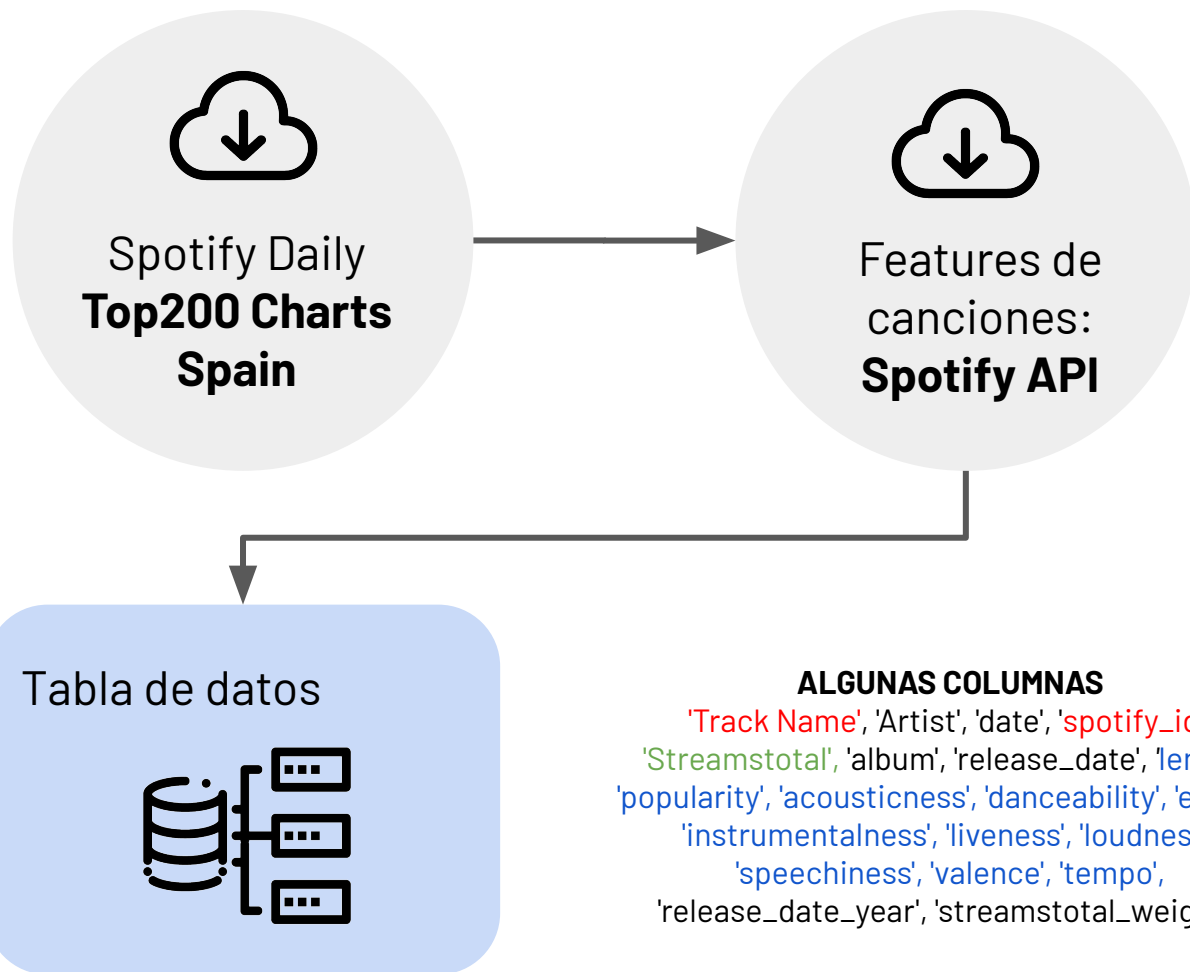 Spotify Daily
Top200 Charts
Spain
Features de
canciones:
Spotify API
Tabla de datos
ALGUNAS COLUMNAS
'Track Name', 'Artist', 'date',
'Streamstotal', 'album', 'release_date',
'popularity', 'acousticness', 'danceability',
'instrumentalness', 'liveness',
'speechiness', 'valence', 'tempo',
'release_date_year',